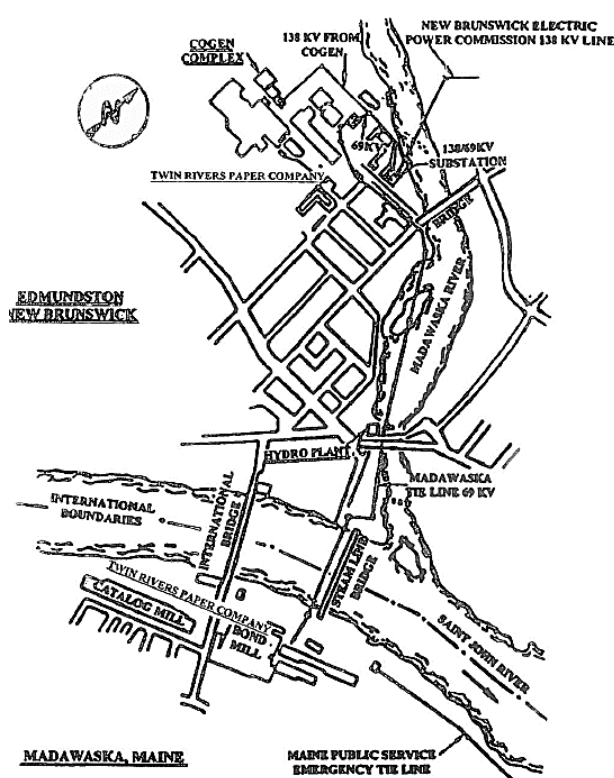 NEW BRUNSWICK ELECTRIC
POWER COMMISSION 138 KV LINE
COGEN
COMPLEX
138 KV FROM
COGEN
N
69KV
138/69KV
SUBSTATION
TWIN RIVERS PAPER COMPANY
BRIDGE
EDMUNDSTON
NEW BRUNSWICK
MADAWASKA RIVER
HYDRO PLANT
MADAWASKA
TIE LINE 69 KV
INTERNATIONAL
BOUNDARIES
INTERNATIONAL
BRIDGE
STEAM LINE
BRIDGE
TWIN RIVERS PAPER COMPANY
CATALOG MILL
BOND
MILL
SAINT JOHN RIVER
MADAWASKA, MAINE
MAINE PUBLIC SERVICE
EMERGENCY TIE LINE